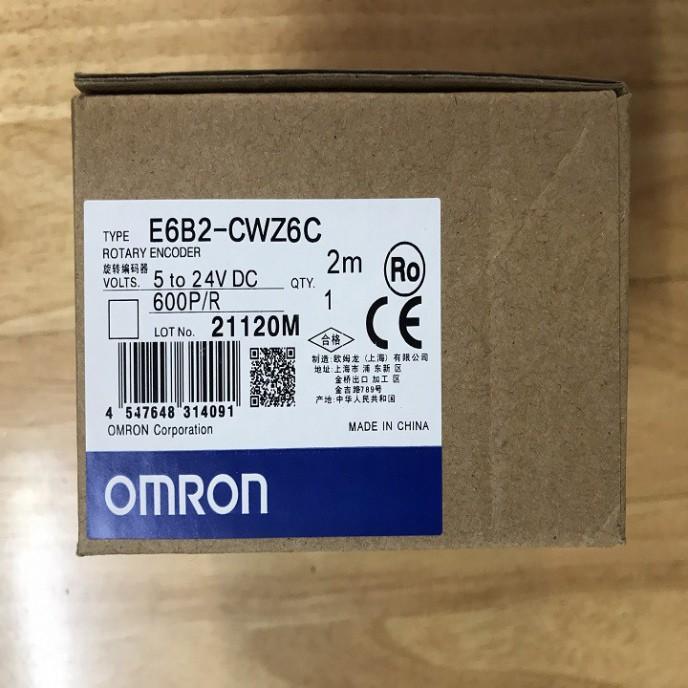 TYPE E6B2-CWZ6C
ROTARY ENCODER
旋转编码器
2m
VOLTS. 5 to 24V DC QTY.
600P/R 1
LOT No. 21120M
Ro
CE
合格
制造:欧姆龙(上海)有限公司
地址:上海市浦东新区
金桥出口加工区
金吉路789号
产地:中华人民共和国
4 547648 314091
OMRON Corporation
MADE IN CHINA
OMRON